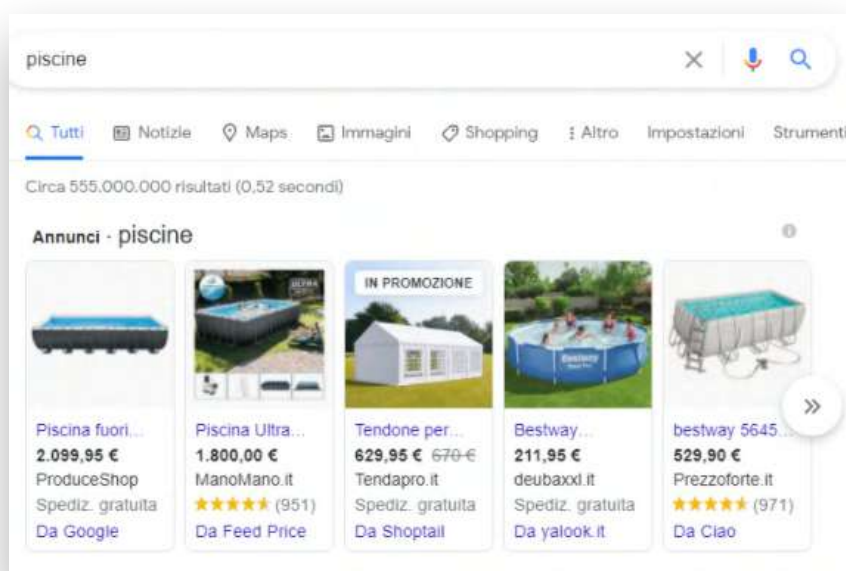 piscine
Tutti Notizie Maps Immagini Shopping Altro Impostazioni Strumenti
Circa 555.000.000 risultati (0,52 secondi)
Annunci · piscine
ULTRA
IN PROMOZIONE
Bestway
Piscina fuori...
2.099,95 €
ProduceShop
Spediz. gratuita
Da Google
Piscina Ultra...
1.800,00 €
ManoMano.it
(951)
Da Feed Price
Tendone per...
629,95 € 670 €
Tendapro.it
Spediz. gratuita
Da Shoptail
Bestway...
211,95 €
deubaxxl.it
Spediz. gratuita
Da yalook.it
bestway 5645...
529,90 €
Prezzoforte.it
(971)
Da Ciao